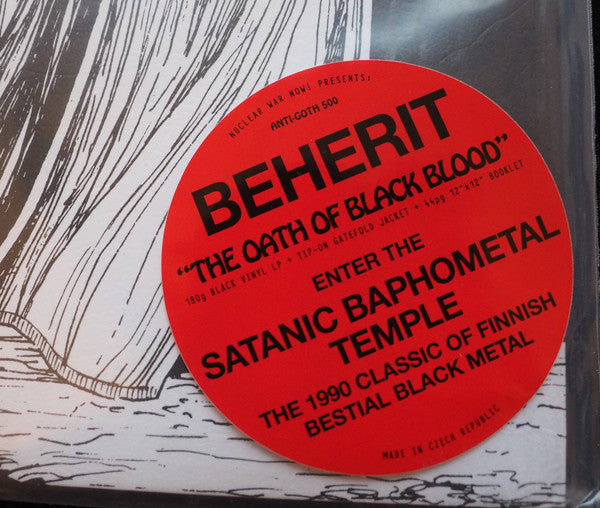 NUCLEAR WAR NOW! PRESENTS:
ANTI-GOTH 500
BEHERIT
"THE OATH OF BLACK BLOOD"
180g BLACK VINYL LP + TIP-ON GATEFOLD JACKET + 44pg 12"x12" BOOKLET
ENTER THE
SATANIC BAPHOMETAL
TEMPLE
THE 1990 CLASSIC OF FINNISH
BESTIAL BLACK METAL
MADE IN CZECH REPUBLIC